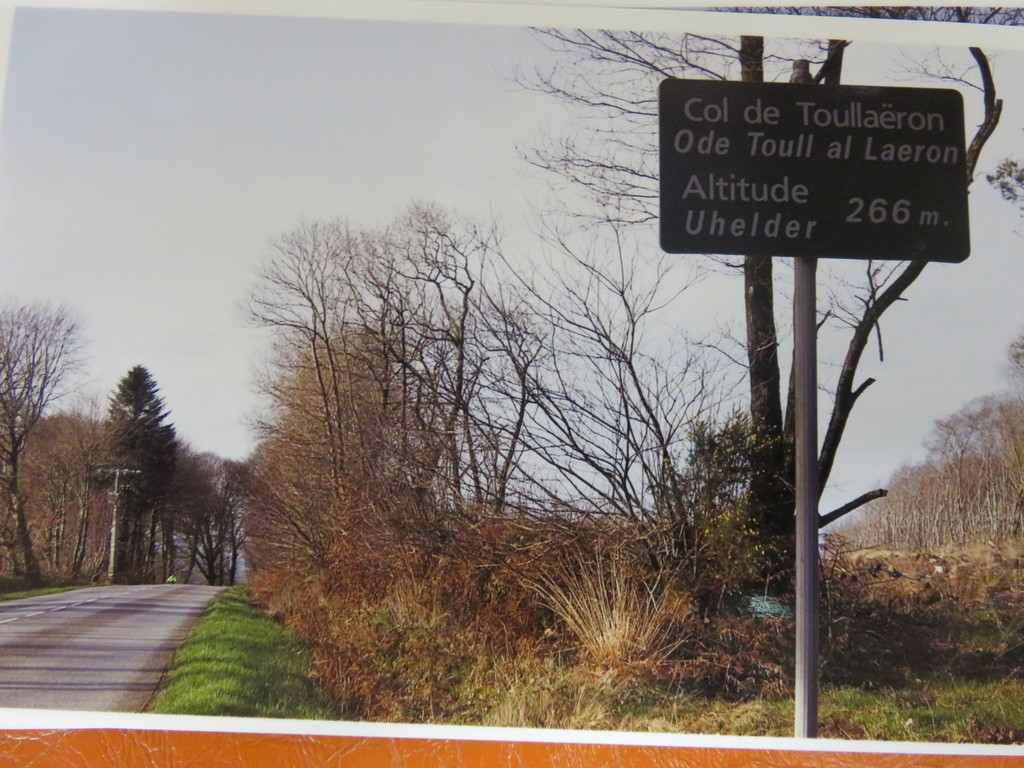 Col de Toullaëron
Ode Toull al Laeron
Altitude 266 m.
Uhelder